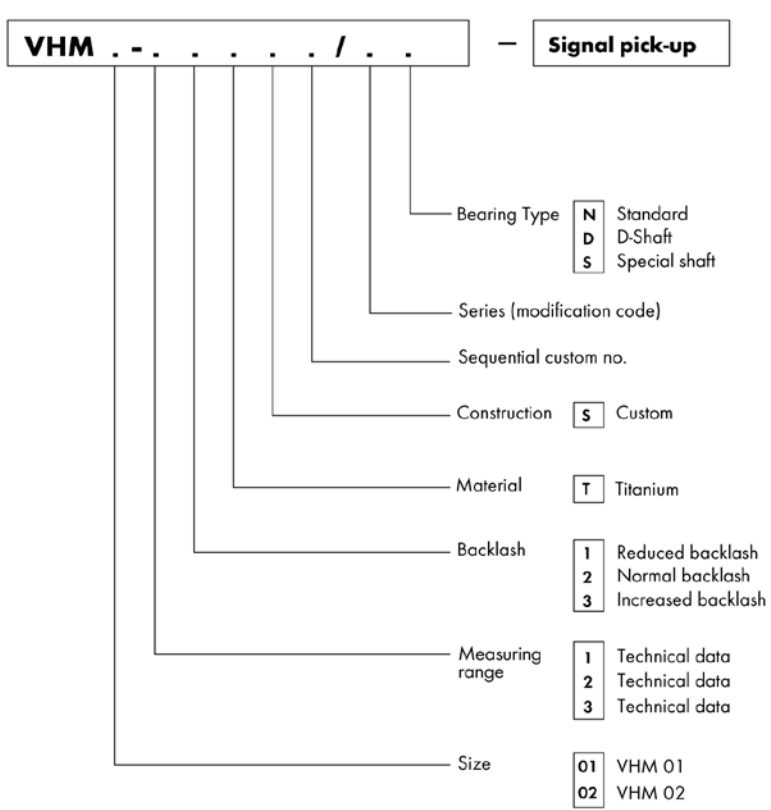 VHM . - . . . . . / . . – Signal pick-up
Bearing Type N Standard
D D-Shaft
S Special shaft
Series (modification code)
Sequential custom no.
Construction S Custom
Material T Titanium
Backlash 1 Reduced backlash
2 Normal backlash
3 Increased backlash
Measuring range 1 Technical data
2 Technical data
3 Technical data
Size 01 VHM 01
02 VHM 02